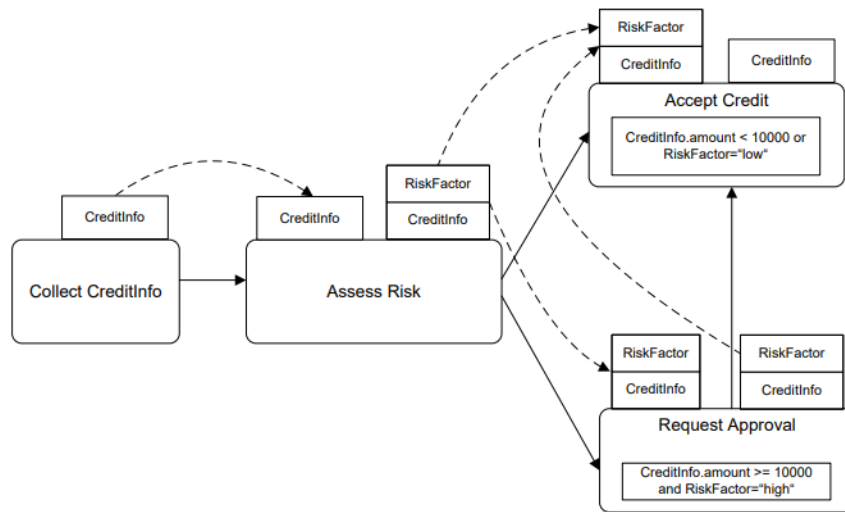 RiskFactor
CreditInfo
CreditInfo
Accept Credit
CreditInfo.amount < 10000 or
RiskFactor=“low“
CreditInfo
Collect CreditInfo
CreditInfo
RiskFactor
CreditInfo
Assess Risk
RiskFactor
CreditInfo
RiskFactor
CreditInfo
Request Approval
CreditInfo.amount >= 10000
and RiskFactor=“high“